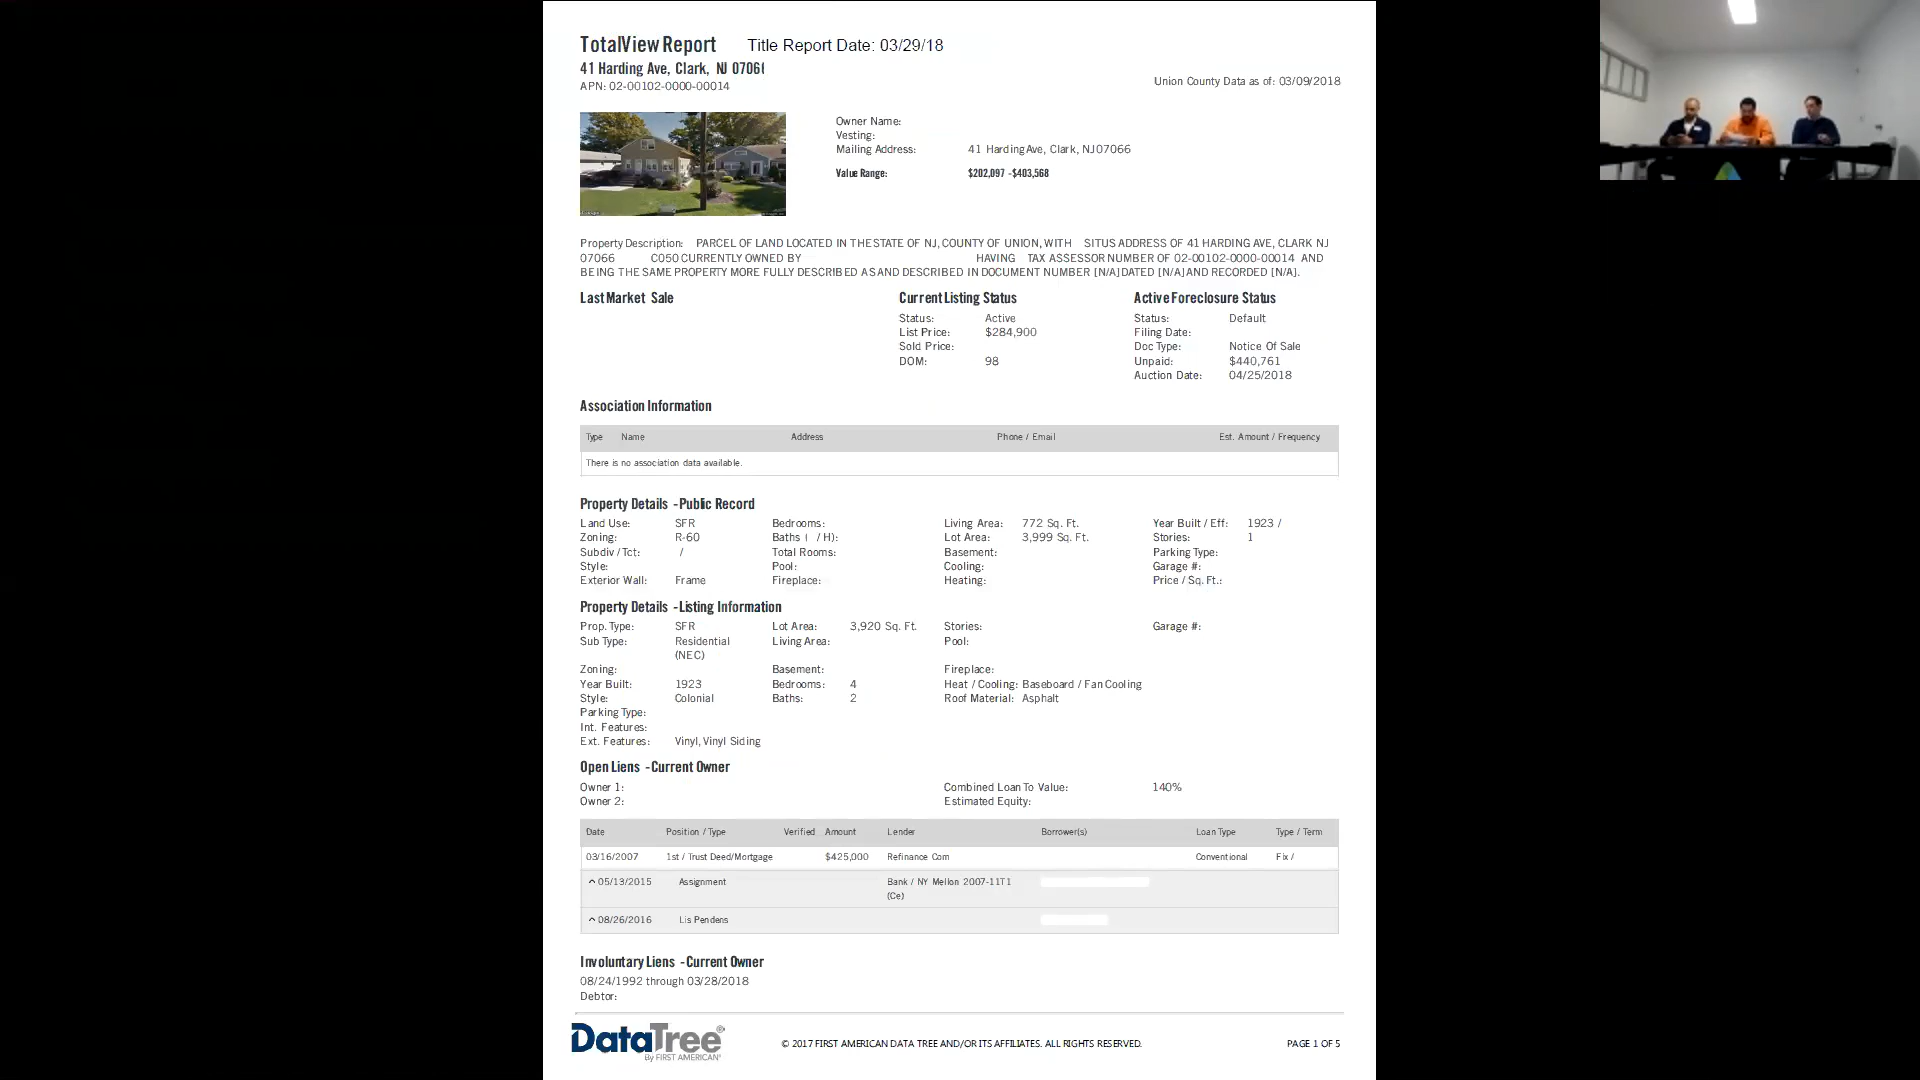 TotalView Report Title Report Date: 03/29/18
41 Harding Ave, Clark, NJ 07066
APN: 02-00102-0000-00014
Union County Data as of: 03/09/2018
Owner Name:
Vesting:
Mailing Address: 41 Harding Ave, Clark, NJ 07066
Value Range: $202,097 - $403,568
Property Description: PARCEL OF LAND LOCATED IN THE STATE OF NJ, COUNTY OF UNION, WITH SITUS ADDRESS OF 41 HARDING AVE, CLARK NJ
07066 C050 CURRENTLY OWNED BY HAVING TAX ASSESSOR NUMBER OF 02-00102-0000-00014 AND
BEING THE SAME PROPERTY MORE FULLY DESCRIBED AS AND DESCRIBED IN DOCUMENT NUMBER [N/A] DATED [N/A] AND RECORDED [N/A].
Last Market Sale Current Listing Status Active Foreclosure Status
Status: Active Status: Default
List Price: $284,900 Filing Date:
Sold Price: Doc Type: Notice Of Sale
DOM: 98 Unpaid: $440,761
Auction Date: 04/25/2018
Association Information
Type Name Address Phone / Email Est. Amount / Frequency
There is no association data available.
Property Details - Public Record
Land Use: SFR Bedrooms: Living Area: 772 Sq. Ft. Year Built / Eff: 1923 /
Zoning: R-60 Baths ( / H): Lot Area: 3,999 Sq. Ft. Stories: 1
Subdiv / Tct: / Total Rooms: Basement: Parking Type:
Style: Pool: Cooling: Garage #:
Exterior Wall: Frame Fireplace: Heating: Price / Sq. Ft.:
Property Details - Listing Information
Prop. Type: SFR Lot Area: 3,920 Sq. Ft. Stories: Garage #:
Sub Type: Residential Living Area: Pool:
(NEC)
Zoning: Basement: Fireplace:
Year Built: 1923 Bedrooms: 4 Heat / Cooling: Baseboard / Fan Cooling
Style: Colonial Baths: 2 Roof Material: Asphalt
Parking Type:
Int. Features:
Ext. Features: Vinyl, Vinyl Siding
Open Liens - Current Owner
Owner 1: Combined Loan To Value: 140%
Owner 2: Estimated Equity:
Date Position / Type Verified Amount Lender Borrower(s) Loan Type Type / Term
03/16/2007 1st / Trust Deed/Mortgage $425,000 Refinance Com Conventional Fix /
^ 05/13/2015 Assignment Bank / NY Mellon 2007-11T1
(Ce)
^ 08/26/2016 Lis Pendens
Involuntary Liens - Current Owner
08/24/1992 through 03/28/2018
Debtor:
DataTree®
By FIRST AMERICAN®
© 2017 FIRST AMERICAN DATA TREE AND/OR ITS AFFILIATES. ALL RIGHTS RESERVED. PAGE 1 OF 5